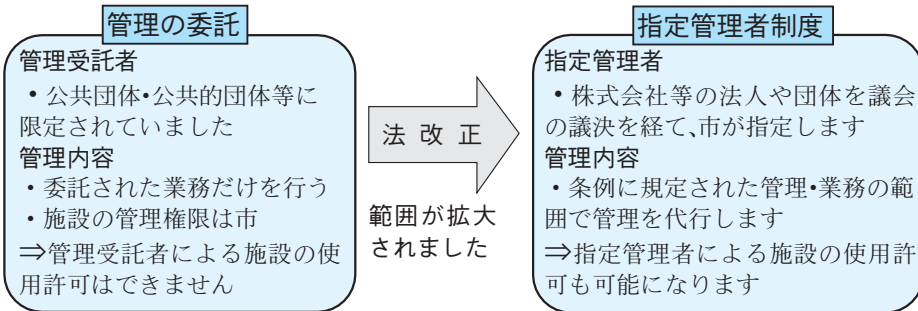 管理の委託
管理受託者
・公共団体・公共的団体等に
限定されていました
管理内容
・委託された業務だけを行う
・施設の管理権限は市
⇒管理受託者による施設の使
用許可はできません
法改正
範囲が拡大
されました
指定管理者制度
指定管理者
・株式会社等の法人や団体を議会
の議決を経て、市が指定します
管理内容
・条例に規定された管理・業務の範
囲で管理を代行します
⇒指定管理者による施設の使用許
可も可能になります